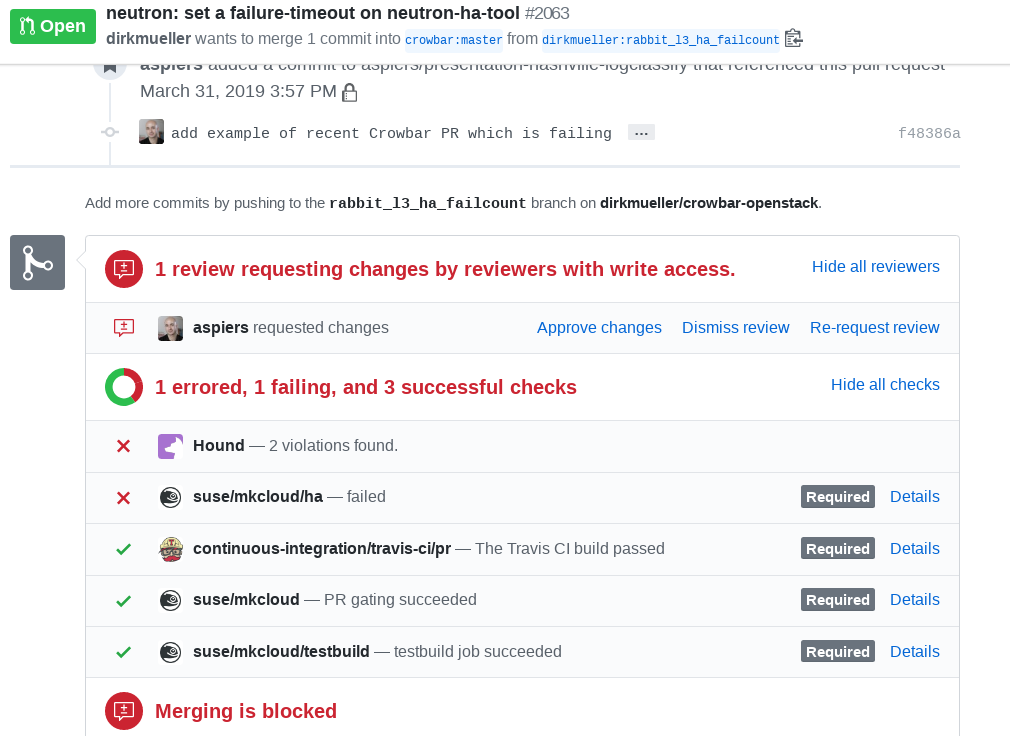 Open neutron: set a failure-timeout on neutron-ha-tool #2063
dirkmueller wants to merge 1 commit into crowbar:master from dirkmueller:rabbit_l3_ha_failcount
aspiers added a commit to aspiers/presentation-nashville-logclassify that referenced this pull request
March 31, 2019 3:57 PM
add example of recent Crowbar PR which is failing … f48386a
Add more commits by pushing to the rabbit_l3_ha_failcount branch on dirkmueller/crowbar-openstack.
1 review requesting changes by reviewers with write access. Hide all reviewers
aspiers requested changes Approve changes Dismiss review Re-request review
1 errored, 1 failing, and 3 successful checks Hide all checks
Hound — 2 violations found.
suse/mkcloud/ha — failed Required Details
continuous-integration/travis-ci/pr — The Travis CI build passed Required Details
suse/mkcloud — PR gating succeeded Required Details
suse/mkcloud/testbuild — testbuild job succeeded Required Details
Merging is blocked